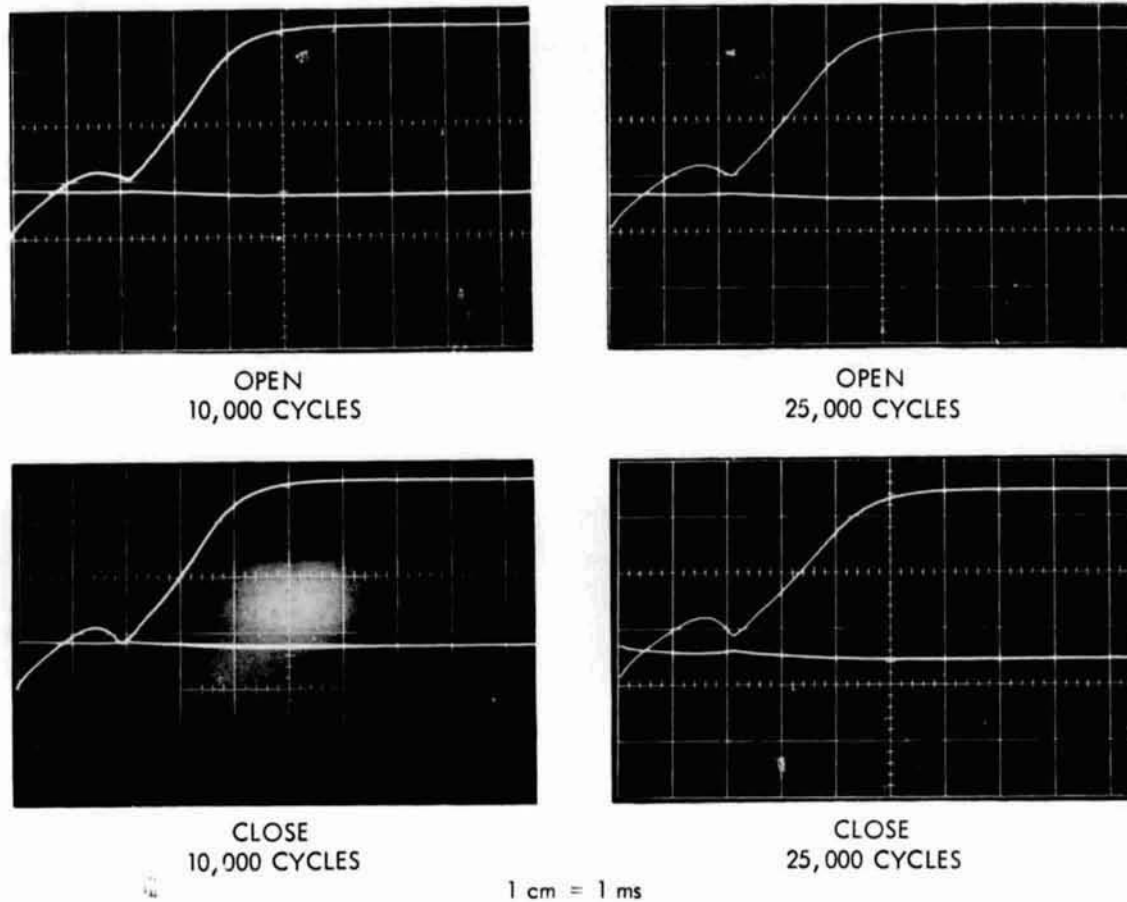 OPEN
10,000 CYCLES
OPEN
25,000 CYCLES
CLOSE
10,000 CYCLES
CLOSE
25,000 CYCLES
1 cm = 1 ms